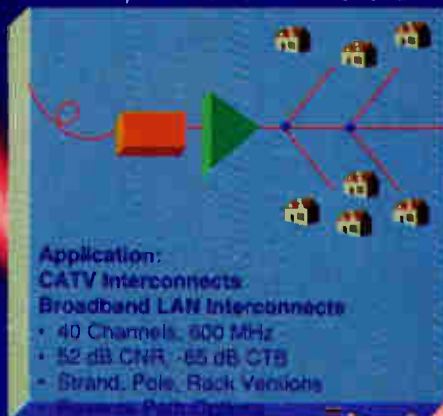 Application:
CATV Interconnects
Broadband LAN Interconnects
• 40 Channels, 600 MHz
• 52 dB CNR, -65 dB CTB
• Strand, Pole, Rack Versions